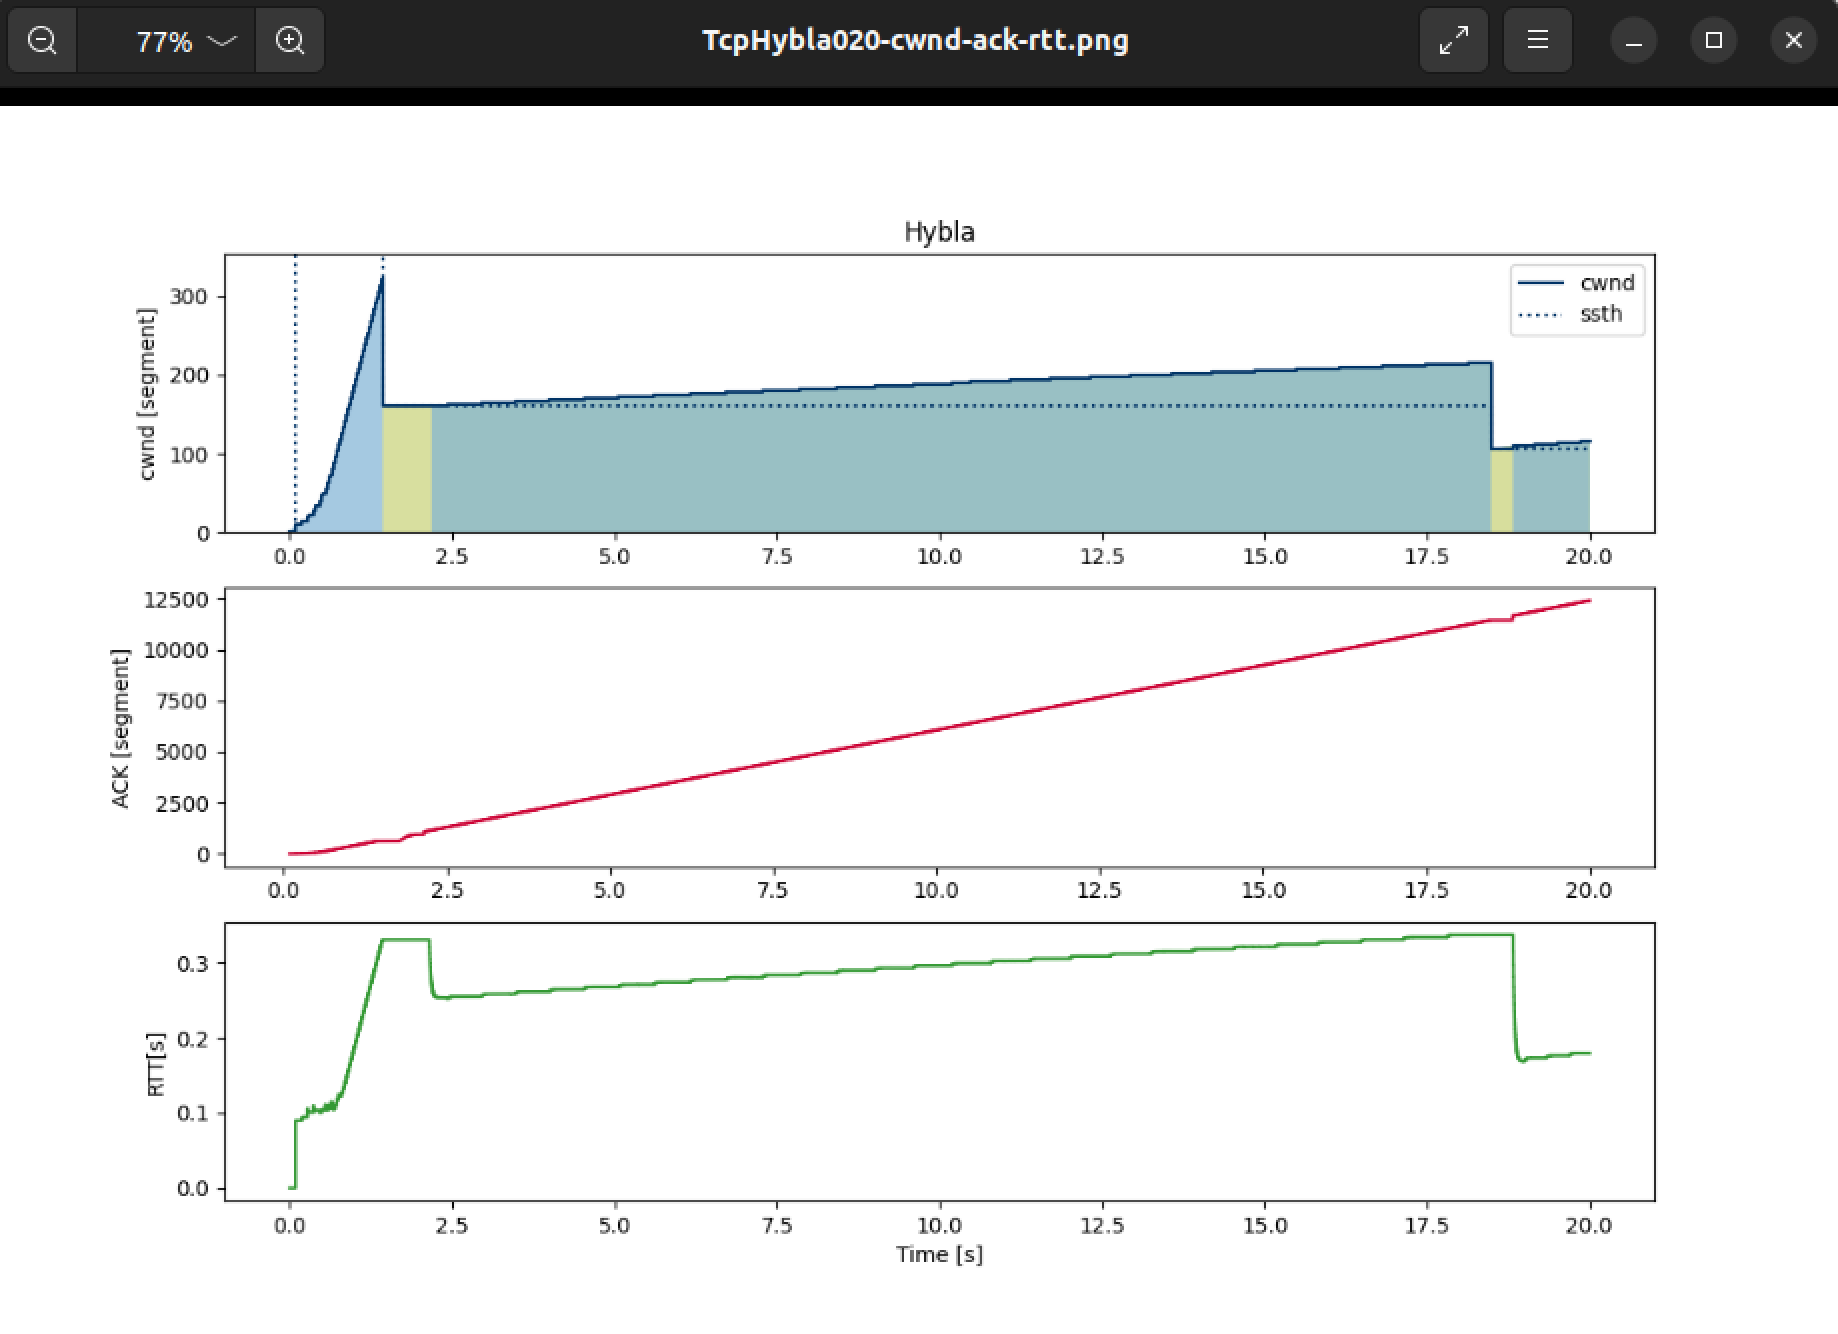 77%
TcpHybla020-cwnd-ack-rtt.png
Hybla
cwnd [segment]
300
200
100
0
cwnd
ssth
0.0 2.5 5.0 7.5 10.0 12.5 15.0 17.5 20.0
ACK [segment]
12500
10000
7500
5000
2500
0
0.0 2.5 5.0 7.5 10.0 12.5 15.0 17.5 20.0
RTT[s]
0.3
0.2
0.1
0.0
0.0 2.5 5.0 7.5 10.0 12.5 15.0 17.5 20.0
Time [s]